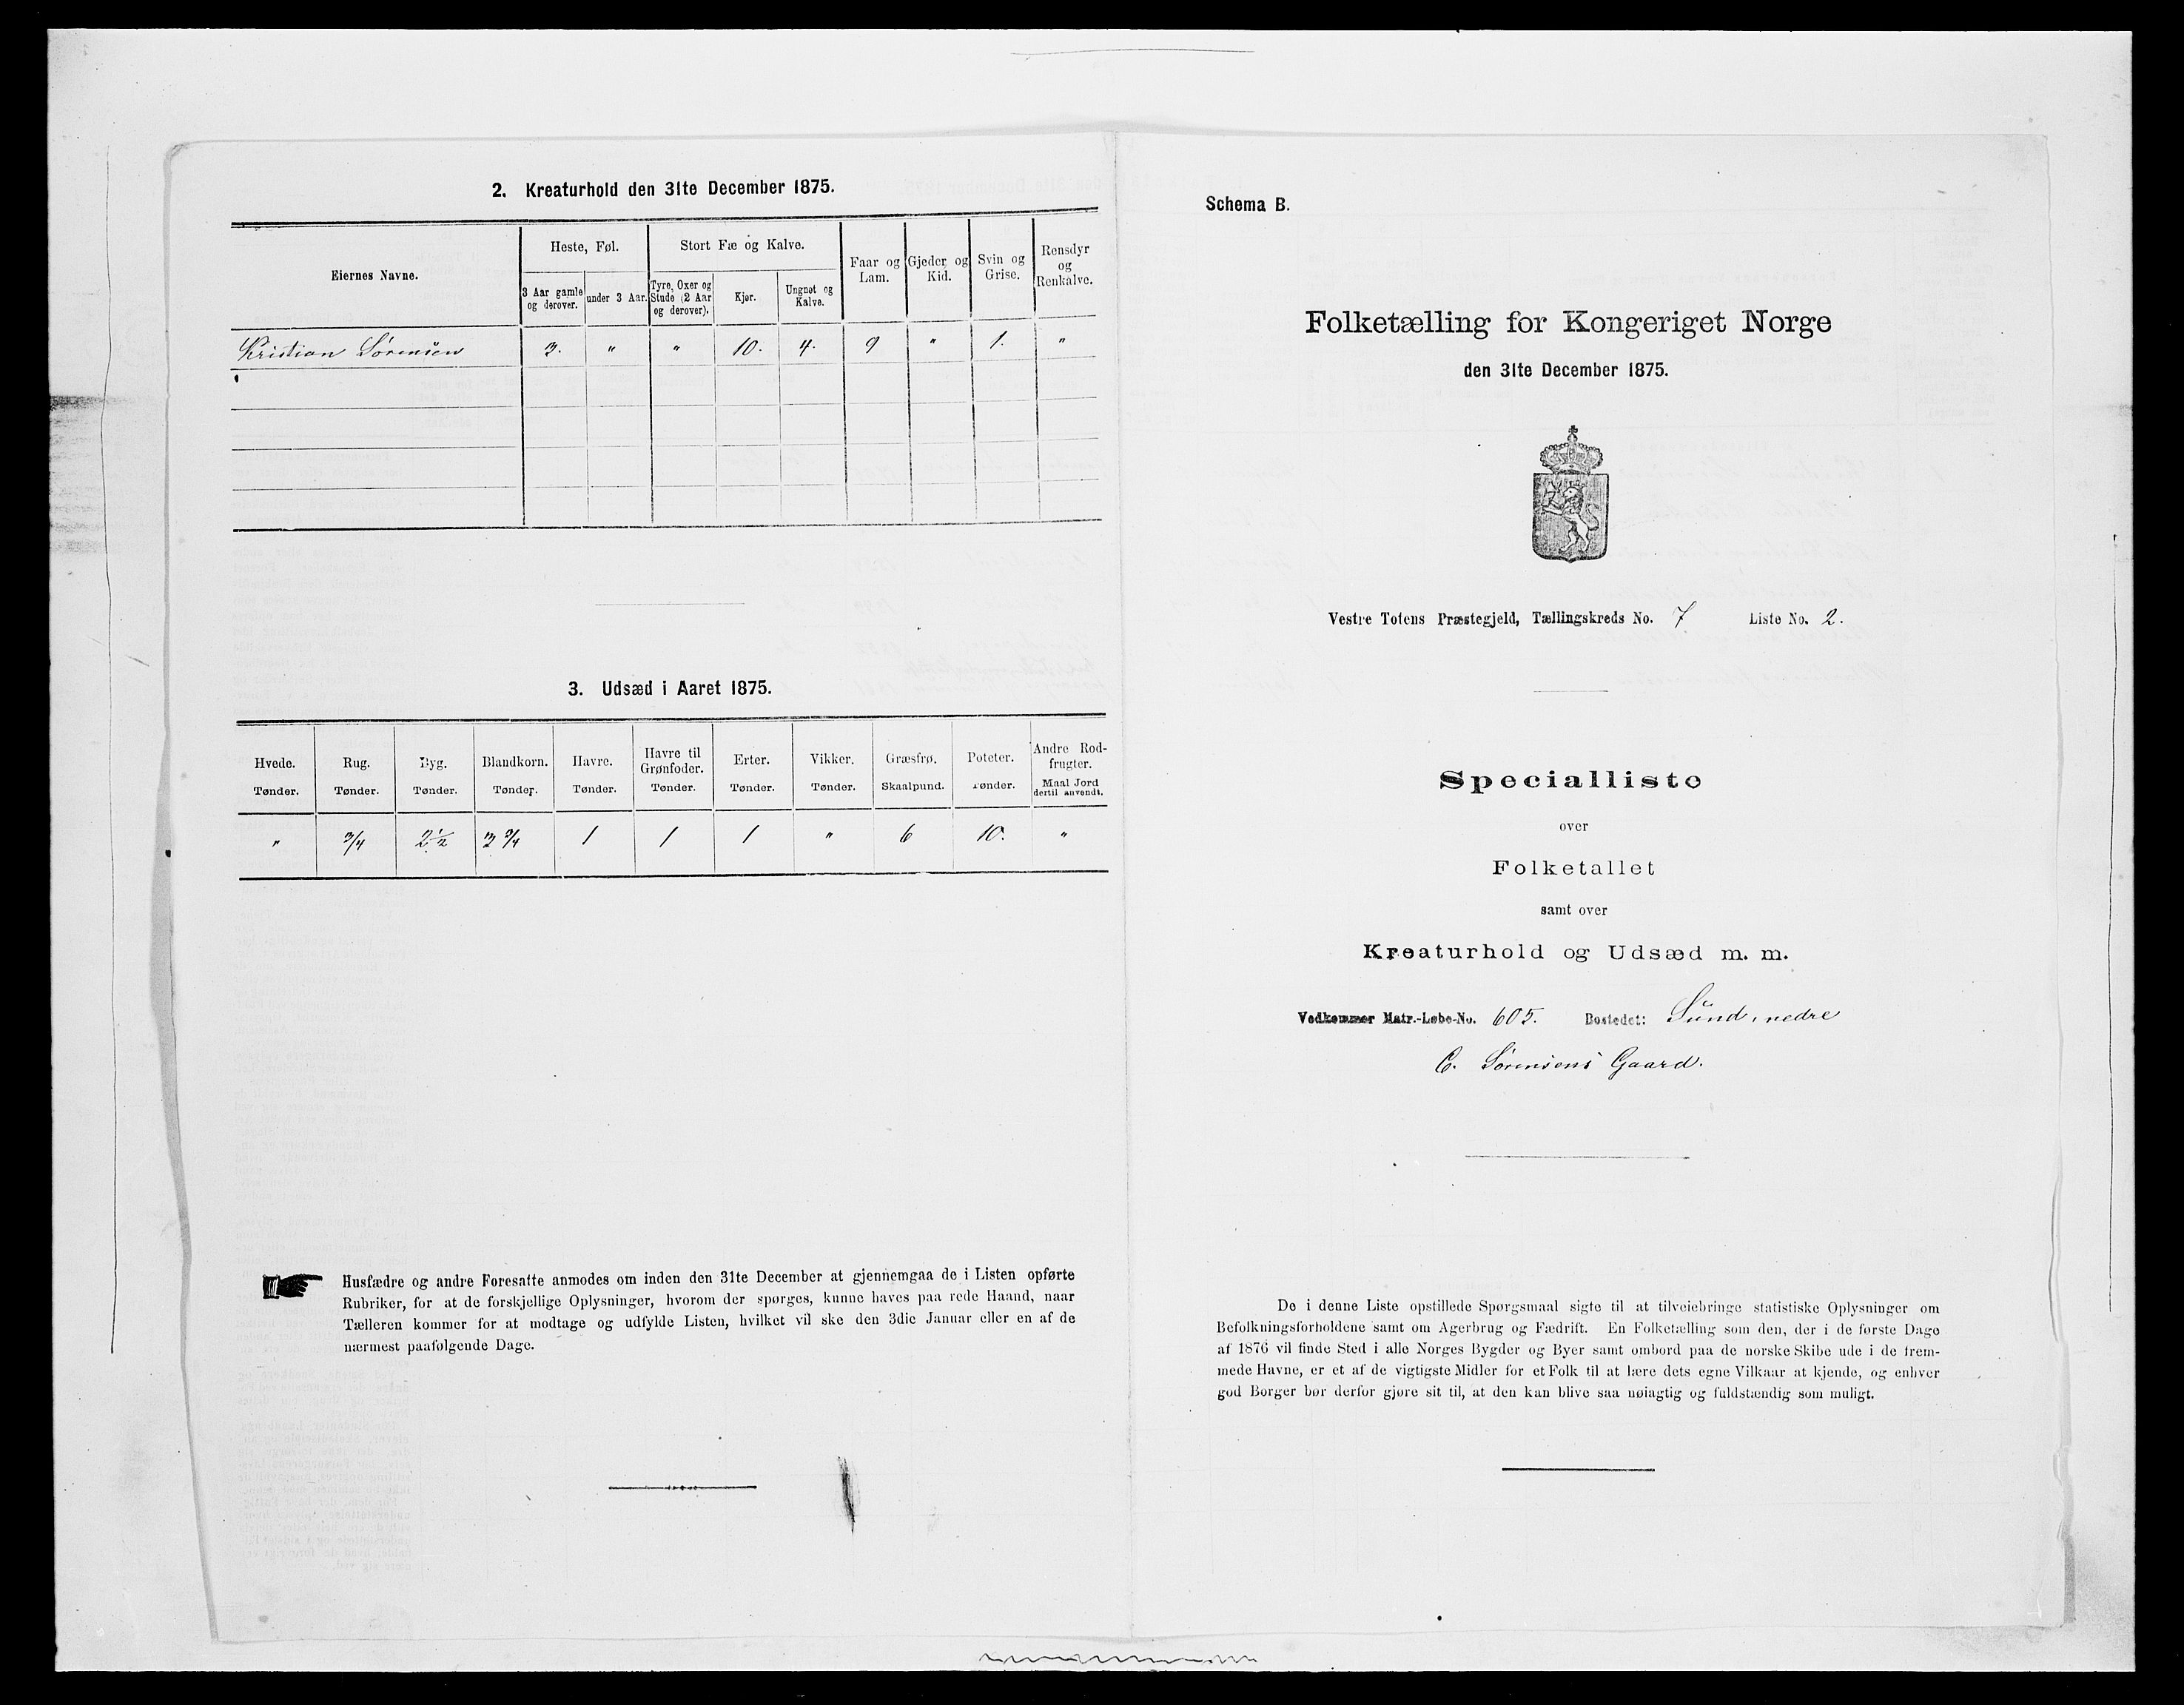 2. Kreaturhold den 31te December 1875.
Eiernes Navne.
Heste, Føl.
Stort Fæ og Kalve.
Faar og Lam.
Gjeder og Kid.
Svin og Grise.
Rensdyr og Renkalve.
3 Aar gamle og derover.
under 3 Aar.
Tyre, Oxer og Stude (2 Aar og derover).
Kjør.
Ungnøt og Kalve.
Kristian Sørensen 3. " " 10. 4. 9 " 1. "
3. Udsæd i Aaret 1875.
Hvede. Rug. Byg. Blandkorn. Havre. Havre til Grønfoder. Erter. Vikker. Græsfrø. Poteter. Andre Rodfrugter.
Tønder. Tønder. Tønder. Tønder. Tønder. Tønder. Tønder. Tønder. Skaalpund. Tønder. Maal Jord dertil anvendt.
" 3/4 2 1/2 3 3/4 1 1 1 " 6 10. "
Husfædre og andre Foresatte anmodes om inden den 31te December at gjennemgaa de i Listen opførte
Rubriker, for at de forskjellige Oplysninger, hvorom der spørges, kunne haves paa rede Haand, naar
Tælleren kommer for at modtage og udfylde Listen, hvilket vil ske den 3die Januar eller en af de
nærmest paafølgende Dage.
Schema B.
Folketælling for Kongeriget Norge
den 31te December 1875.
Vestre Totens Præstegjeld, Tællingskreds No. 7 Liste No. 2.
Specialliste
over
Folketallet
samt over
Kreaturhold og Udsæd m. m.
Vedkommer Matr.-Løbe-No. 605. Bostedet: Sund, nedre
C. Sørensens Gaard.
De i denne Liste opstillede Spørgsmaal sigte til at tilveiebringe statistiske Oplysninger om
Befolkningsforholdene samt om Agerbrug og Fædrift. En Folketælling som den, der i de første Dage
af 1876 vil finde Sted i alle Norges Bygder og Byer samt ombord paa de norske Skibe ude i de frem-
mede Havne, er et af de vigtigste Midler for et Folk til at lære dets egne Vilkaar at kjende, og enhver
god Borger bør derfor gjøre sit til, at den kan blive saa nøiagtig og fuldstændig som muligt.